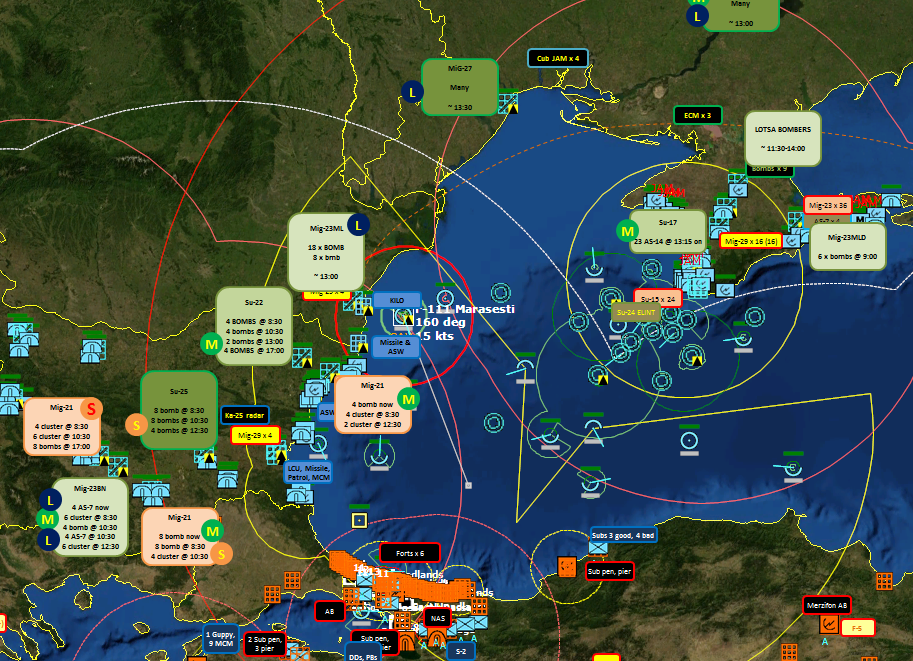 Many
~ 13:00
L
Cub JAM x 4
MiG-27
Many
~ 13:30
L
ECM x 3
LOTSA BOMBERS
~ 11:30-14:00
Bombs x 9
Mig-23 x 36
Su-17
23 AS-14 @ 13:15 on
M
Mig-29 x 16 (16)
Mig-23MLD
6 x bombs @ 9:00
Mig-23ML
18 x BOMB
8 x bmb
~ 13:00
L
Su-15 x 24
Su-24 ELINT
KILO
Marasesti
160 deg
5 kts
Missile &
ASW
Su-22
4 BOMBS @ 8:30
4 bombs @ 10:30
2 bombs @ 13:00
4 BOMBS @ 17:00
M
Mig-21
4 bomb now
4 cluster @ 8:30
2 cluster @ 12:30
M
Su-25
8 bomb @ 8:30
8 bombs @ 10:30
4 bombs @ 12:30
S
Mig-21
4 cluster @ 8:30
6 cluster @ 10:30
8 bombs @ 17:00
S
Ka-25 radar
ASW
Mig-29 x 4
LCU, Missile,
Patrol, MCM
Mig-23BN
4 AS-7 now
6 cluster @ 8:30
4 bomb @ 10:30
4 AS-7 @ 10:30
6 cluster @ 12:30
L
M
L
Mig-21
8 bomb now
8 bomb @ 8:30
4 cluster @ 10:30
M
S
Forts x 6
Subs 3 good, 4 bad
Sub pen, pier
AB
NAS
Merzifon AB
F-5
1 Guppy,
9 MCM
2 Sub pen,
3 pier
Sub pen,
DDs, PBs
S-2